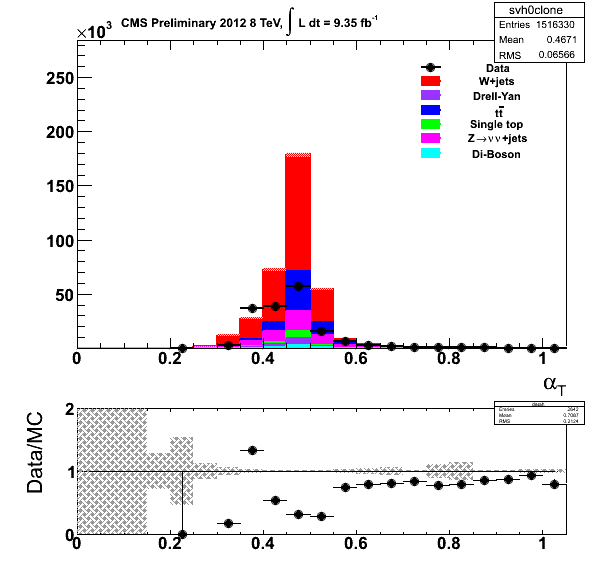 CMS Preliminary 2012 8 TeV, ∫ L dt = 9.35 fb⁻¹
svh0clone
Entries 1516330
Mean 0.4671
RMS 0.06566
×10³
250
200
150
100
50
0
Data
W+jets
Drell-Yan
tt̅
Single top
Z→νν+jets
Di-Boson
0 0.2 0.4 0.6 0.8 1
α_T
Entries 2642
Mean 0.7087
RMS 0.2124
Data/MC
2
1
0
0 0.2 0.4 0.6 0.8 1